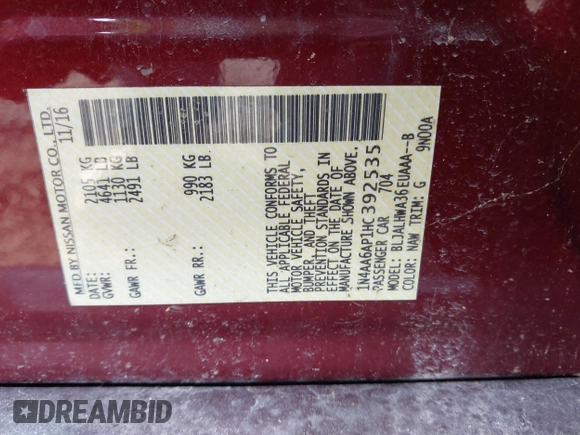 MFD BY NISSAN MOTOR CO., LTD.
DATE: 11/16
GVWR: 2105 KG
4641 LB
GAWR FR: 1130 KG
2491 LB
GAWR RR: 990 KG
2183 LB.
THIS VEHICLE CONFORMS TO
ALL APPLICABLE FEDERAL
MOTOR VEHICLE SAFETY,
BUMPER, AND THEFT
PREVENTION STANDARDS IN
EFFECT ON THE DATE OF
MANUFACTURE SHOWN ABOVE.
1N4AA6AP1HC392535
PASSENGER CAR 704
MODEL: BLJALHWA36EUAAA--B
COLOR: NAW TRIM: G 9N00A
DREAMBID